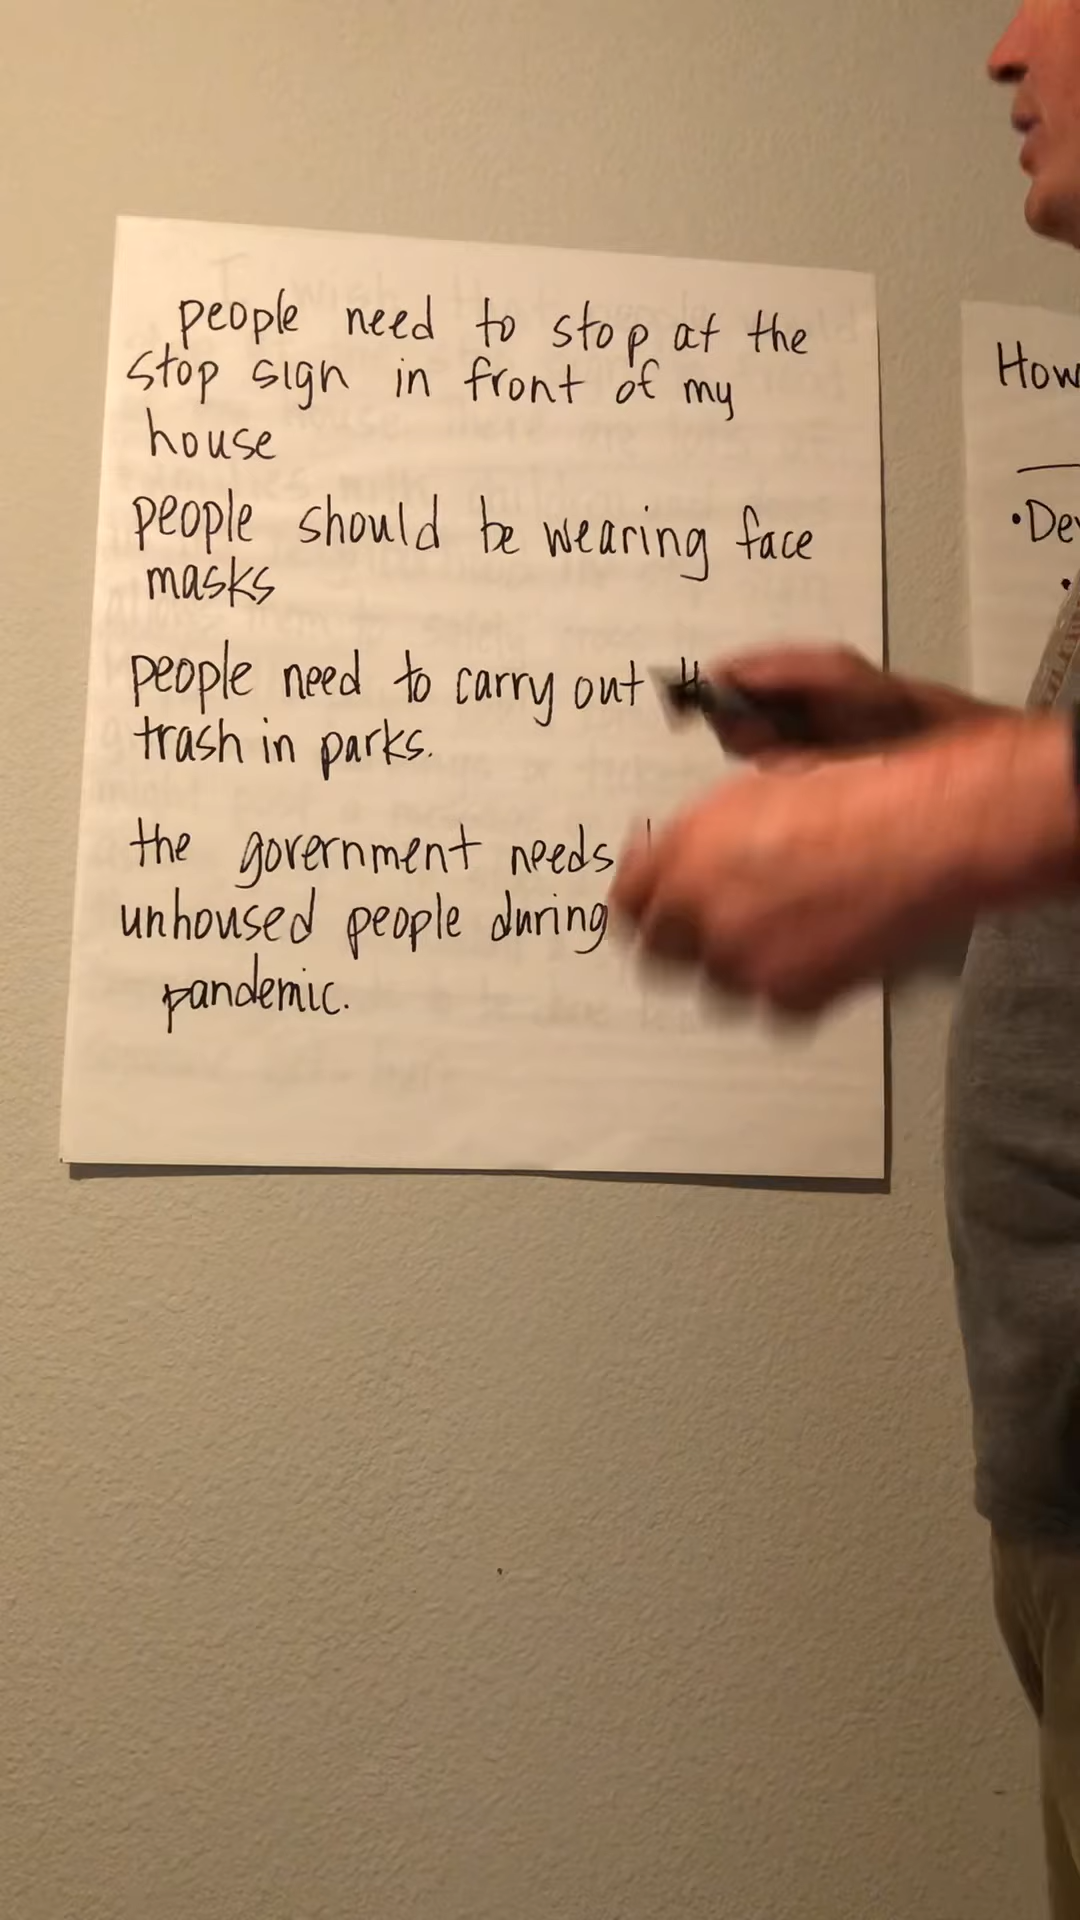 people need to stop at the
stop sign in front of my
house
people should be wearing face
masks
people need to carry out
trash in parks.
the government needs
unhoused people during
pandemic.
How